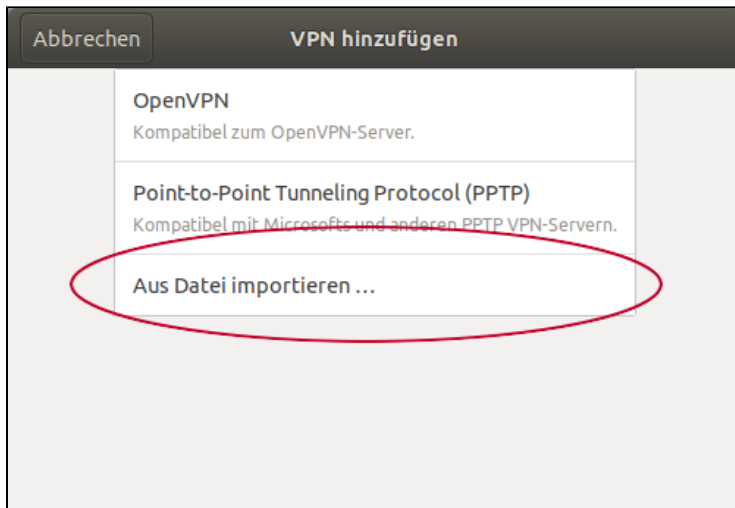 Abbrechen VPN hinzufügen
OpenVPN
Kompatibel zum OpenVPN-Server.
Point-to-Point Tunneling Protocol (PPTP)
Kompatibel mit Microsofts und anderen PPTP VPN-Servern.
Aus Datei importieren …